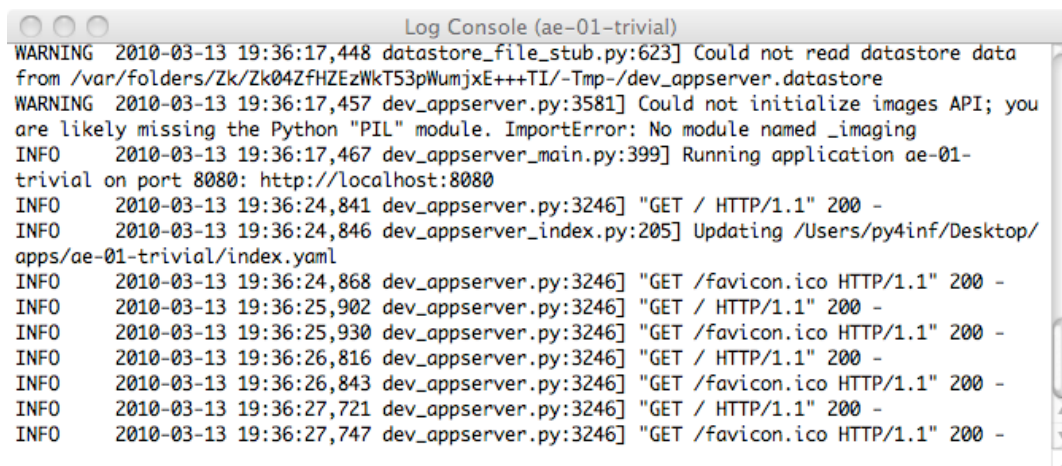 Log Console (ae-01-trivial)
WARNING  2010-03-13 19:36:17,448 datastore_file_stub.py:623] Could not read datastore data
from /var/folders/Zk/Zk04ZfHZEzWkT53pWumjxE+++TI/-Tmp-/dev_appserver.datastore
WARNING  2010-03-13 19:36:17,457 dev_appserver.py:3581] Could not initialize images API; you
are likely missing the Python "PIL" module. ImportError: No module named _imaging
INFO     2010-03-13 19:36:17,467 dev_appserver_main.py:399] Running application ae-01-
trivial on port 8080: http://localhost:8080
INFO     2010-03-13 19:36:24,841 dev_appserver.py:3246] "GET / HTTP/1.1" 200 -
INFO     2010-03-13 19:36:24,846 dev_appserver_index.py:205] Updating /Users/py4inf/Desktop/
apps/ae-01-trivial/index.yaml
INFO     2010-03-13 19:36:24,868 dev_appserver.py:3246] "GET /favicon.ico HTTP/1.1" 200 -
INFO     2010-03-13 19:36:25,902 dev_appserver.py:3246] "GET / HTTP/1.1" 200 -
INFO     2010-03-13 19:36:25,930 dev_appserver.py:3246] "GET /favicon.ico HTTP/1.1" 200 -
INFO     2010-03-13 19:36:26,816 dev_appserver.py:3246] "GET / HTTP/1.1" 200 -
INFO     2010-03-13 19:36:26,843 dev_appserver.py:3246] "GET /favicon.ico HTTP/1.1" 200 -
INFO     2010-03-13 19:36:27,721 dev_appserver.py:3246] "GET / HTTP/1.1" 200 -
INFO     2010-03-13 19:36:27,747 dev_appserver.py:3246] "GET /favicon.ico HTTP/1.1" 200 -